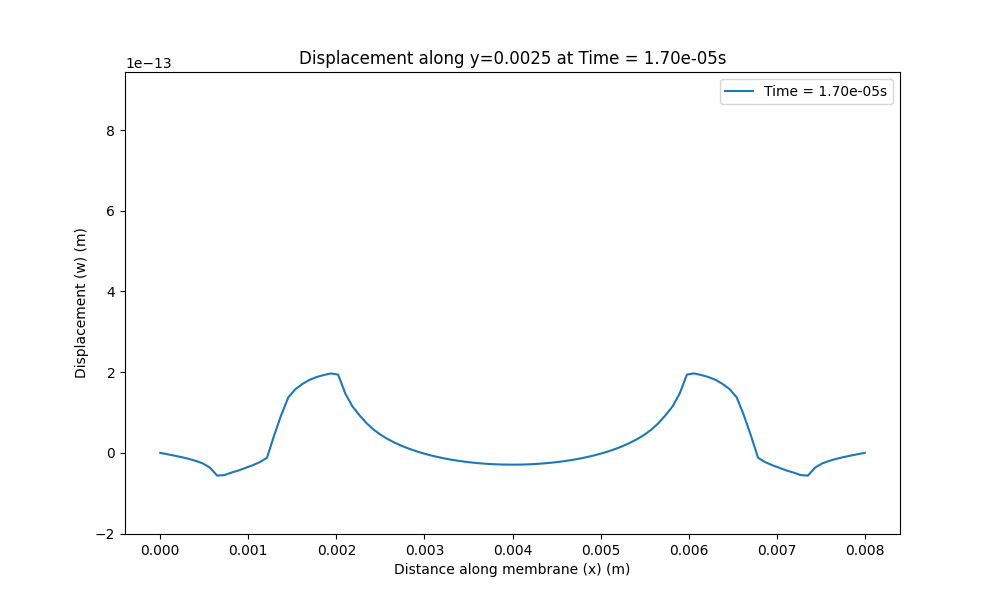 Displacement along y=0.0025 at Time = 1.70e-05s
1e−13
Time = 1.70e-05s
8
6
4
2
0
−2
Displacement (w) (m)
0.000 0.001 0.002 0.003 0.004 0.005 0.006 0.007 0.008
Distance along membrane (x) (m)